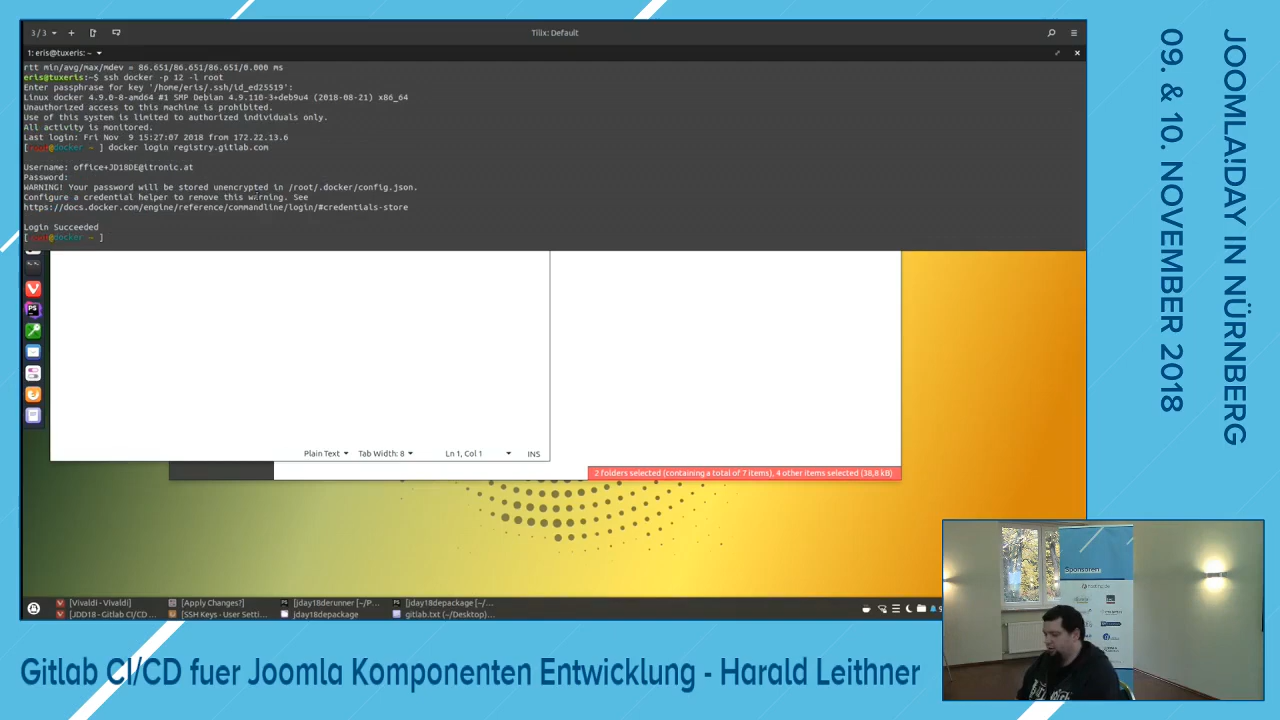 3 / 3
Tilix: Default
1: eris@tuxeris: ~
rtt min/avg/max/mdev = 86.651/86.651/86.651/0.000 ms
eris@tuxeris:~$ ssh docker -p 12 -l root
Enter passphrase for key '/home/eris/.ssh/id_ed25519':
Linux docker 4.9.0-8-amd64 #1 SMP Debian 4.9.110-3+deb9u4 (2018-08-21) x86_64
Unauthorized access to this machine is prohibited.
Use of this system is limited to authorized individuals only.
All activity is monitored.
Last login: Fri Nov  9 15:27:07 2018 from 172.22.13.6
[root@docker ~ ] docker login registry.gitlab.com
Username: office+JD18DE@itronic.at
Password:
WARNING! Your password will be stored unencrypted in /root/.docker/config.json.
Configure a credential helper to remove this warning. See
https://docs.docker.com/engine/reference/commandline/login/#credentials-store
Login Succeeded
[root@docker ~ ]
Plain Text
Tab Width: 8
Ln 1, Col 1
INS
2 folders selected (containing a total of 7 items), 4 other items selected (38,8 kB)
[Vivaldi - Vivaldi]
[Apply Changes?]
[jday18derunner [~/P...
[jday18depackage [~/...
[JDD18 - Gitlab CI/CD ...
[SSH Keys - User Setti...
jday18depackage
gitlab.txt (~/Desktop)...
Sponsoren
JOOMLA!DAY IN NÜRNBERG
09. & 10. NOVEMBER 2018
Gitlab CI/CD fuer Joomla Komponenten Entwicklung - Harald Leithner